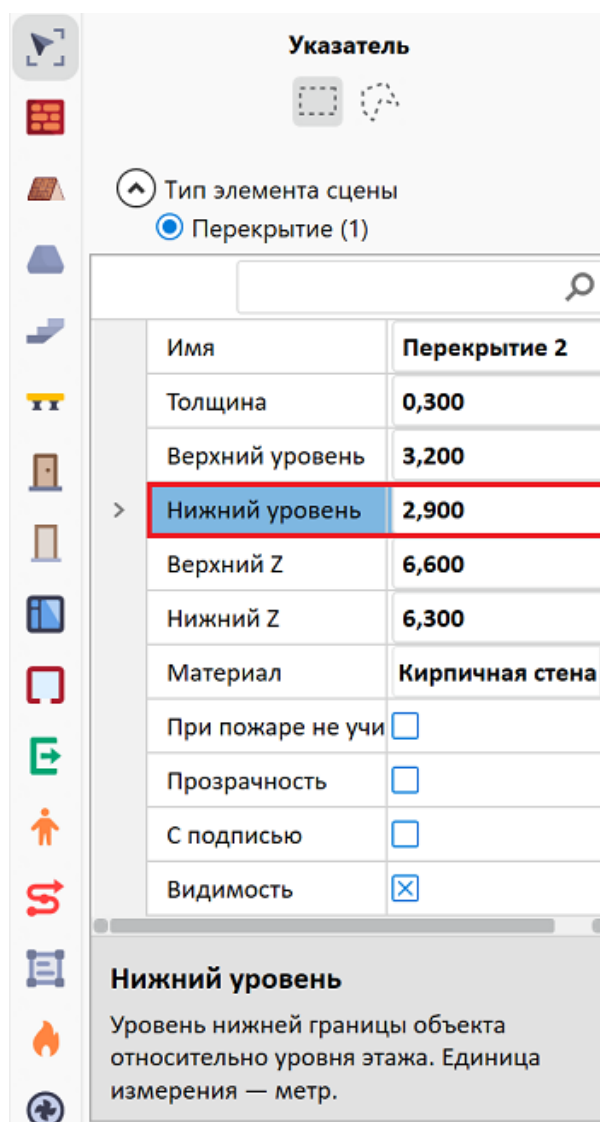 Указатель
Тип элемента сцены
Перекрытие (1)
Имя Перекрытие 2
Толщина 0,300
Верхний уровень 3,200
Нижний уровень 2,900
Верхний Z 6,600
Нижний Z 6,300
Материал Кирпичная стена
При пожаре не учи
Прозрачность
С подписью
Видимость
Нижний уровень
Уровень нижней границы объекта
относительно уровня этажа. Единица
измерения — метр.